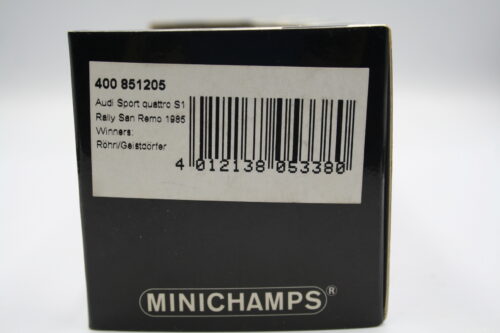 400 851205
Audi Sport quattro S1
Rally San Remo 1985
Winners:
Röhrl/Geistdörfer
4 012138 053380
MINICHAMPS®